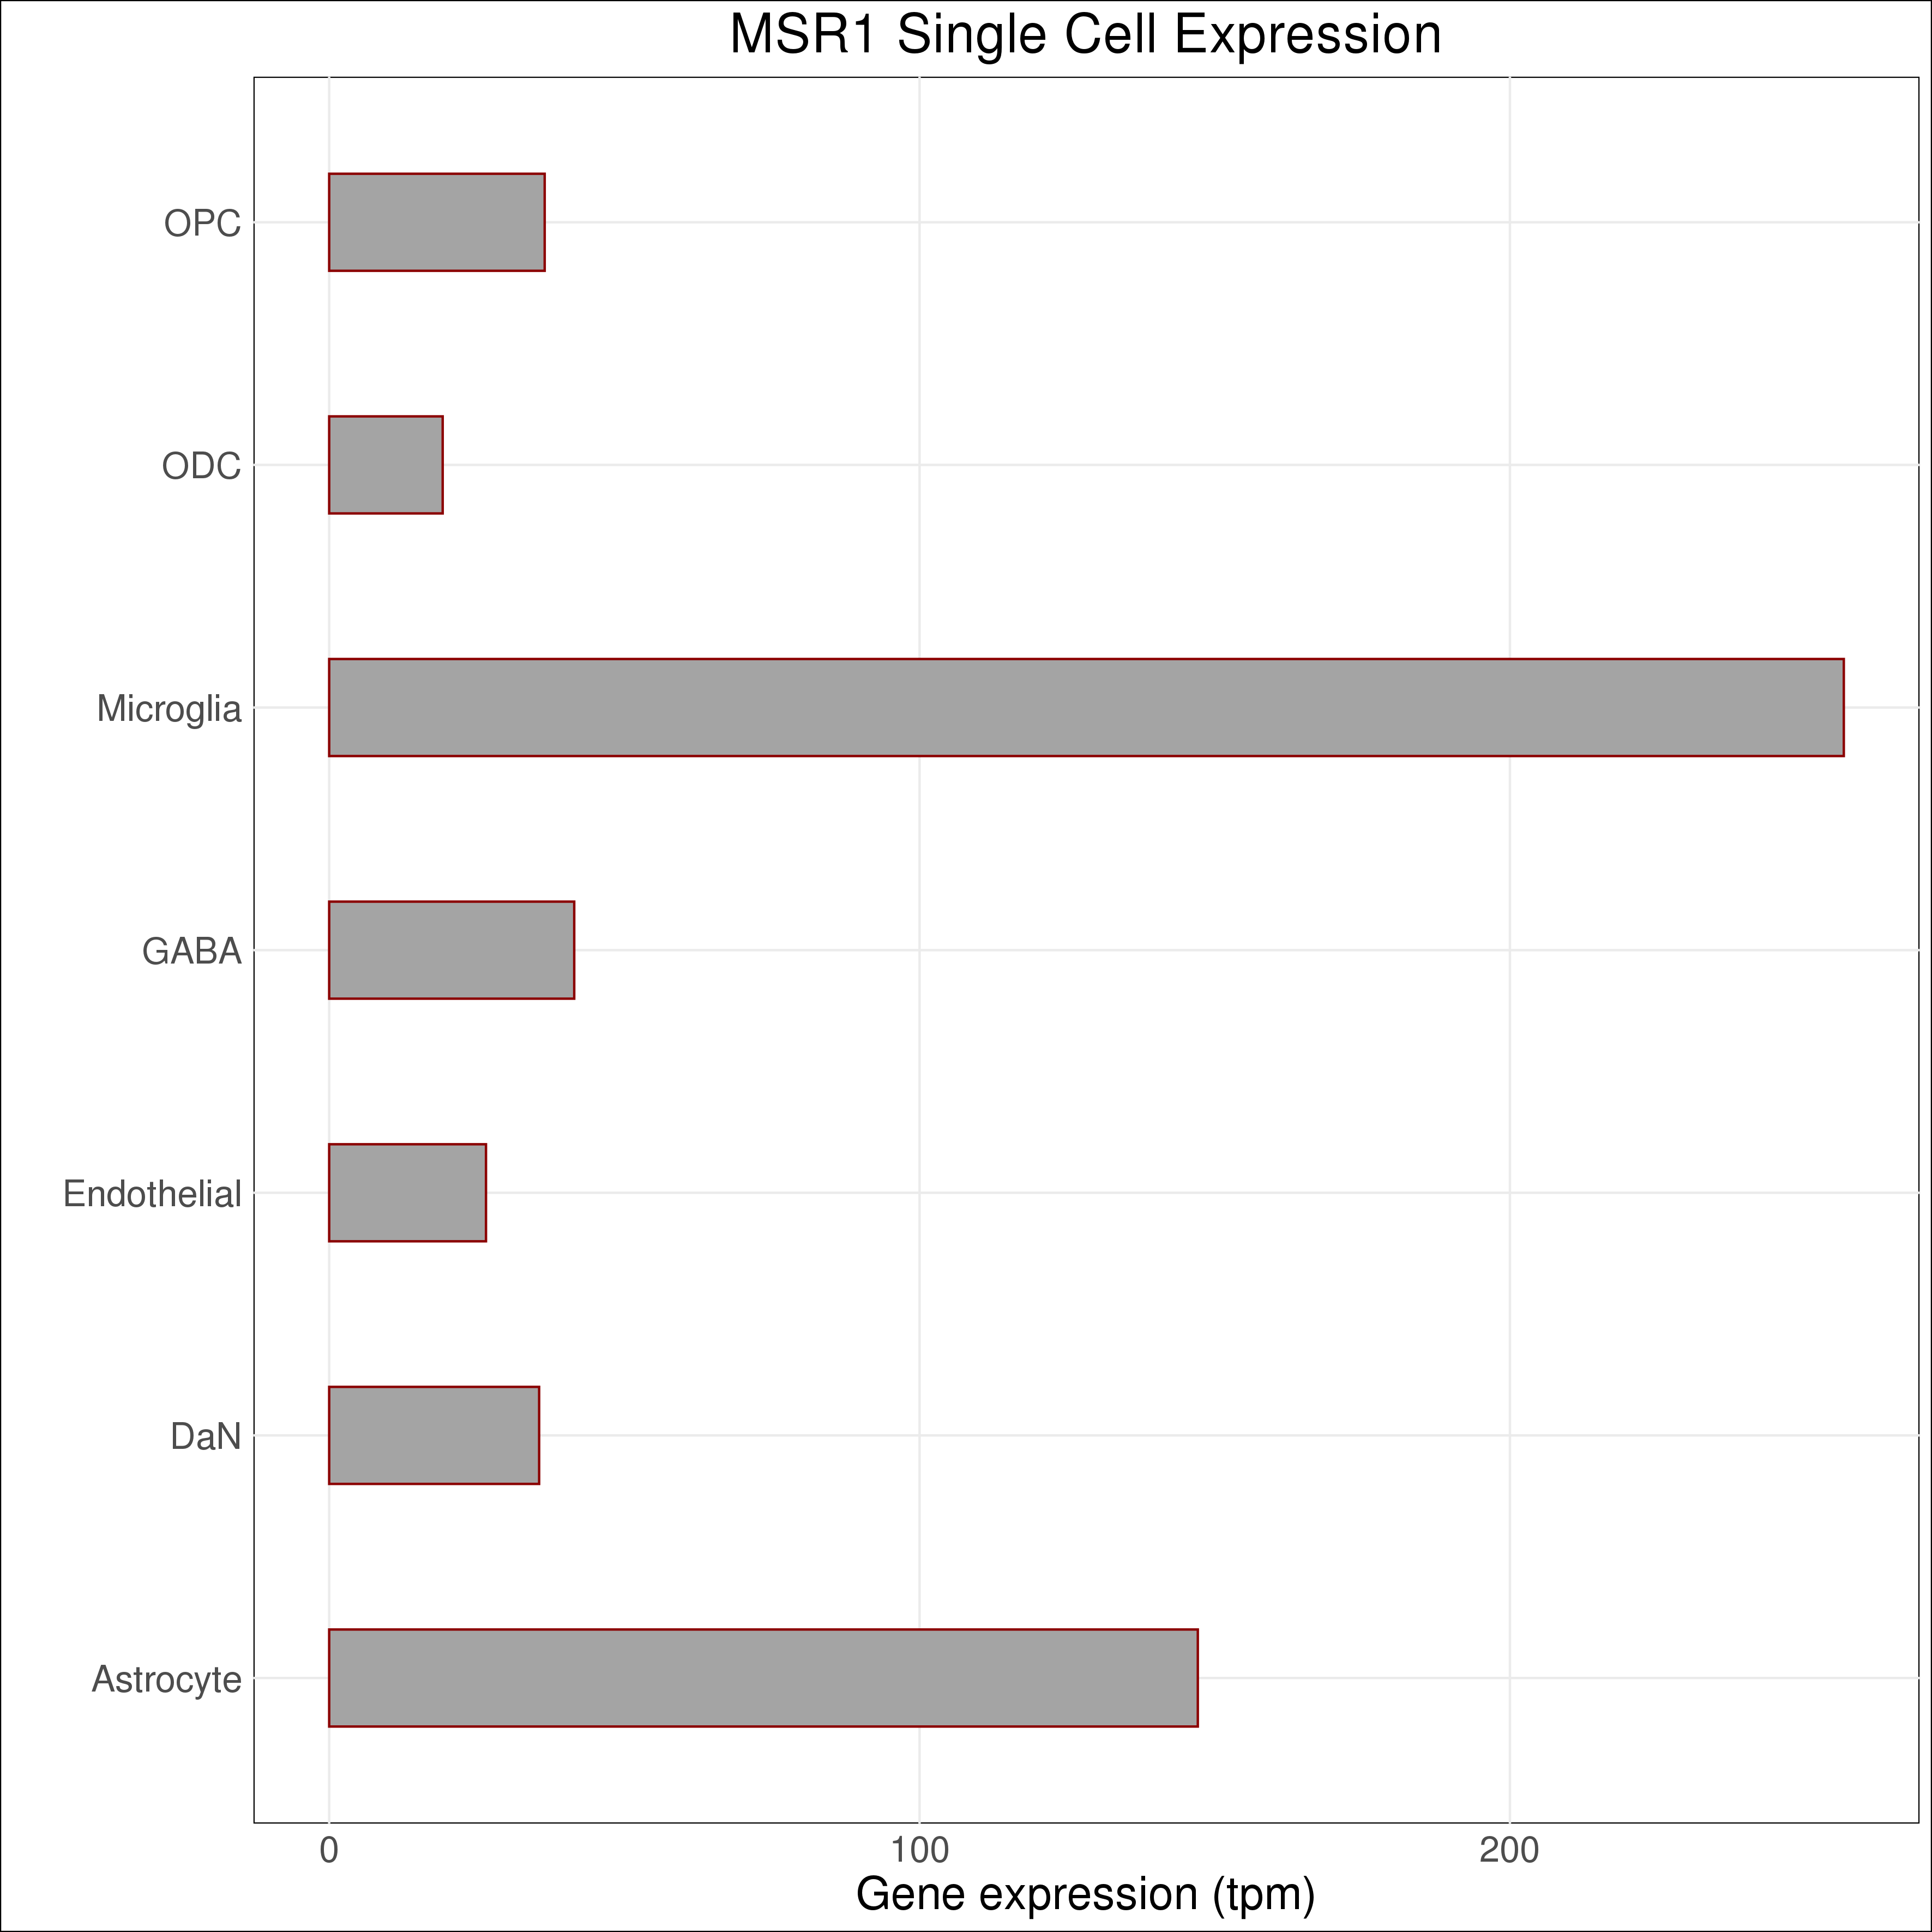 MSR1 Single Cell Expression
OPC
ODC
Microglia
GABA
Endothelial
DaN
Astrocyte
0 100 200
Gene expression (tpm)